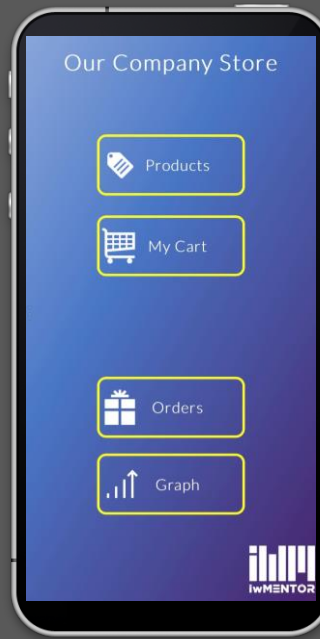 Our Company Store
Products
My Cart
Orders
Graph
iwMENTOR